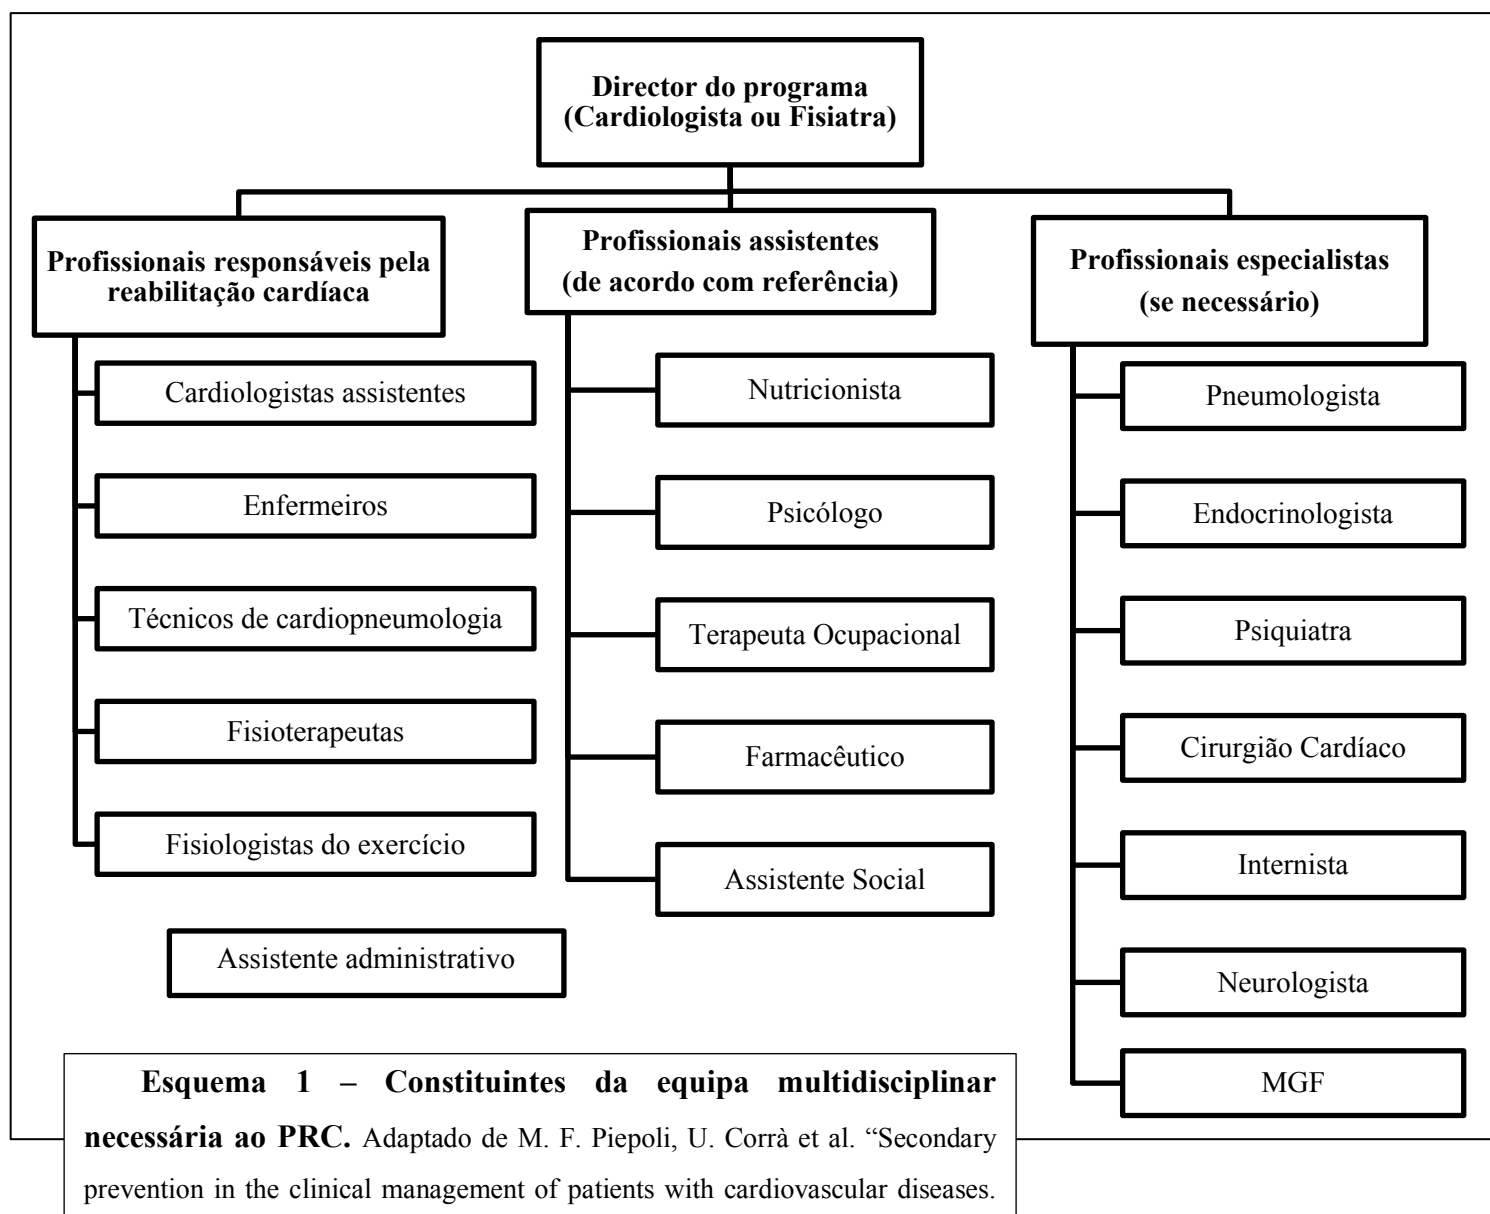 Director do programa
(Cardiologista ou Fisiatra)
Profissionais responsáveis pela
reabilitação cardíaca
Cardiologistas assistentes
Enfermeiros
Técnicos de cardiopneumologia
Fisioterapeutas
Fisiologistas do exercício
Assistente administrativo
Profissionais assistentes
(de acordo com referência)
Nutricionista
Psicólogo
Terapeuta Ocupacional
Farmacêutico
Assistente Social
Profissionais especialistas
(se necessário)
Pneumologista
Endocrinologista
Psiquiatra
Cirurgião Cardíaco
Internista
Neurologista
MGF
Esquema 1 – Constituintes da equipa multidisciplinar
necessária ao PRC. Adaptado de M. F. Piepoli, U. Corrà et al. “Secondary
prevention in the clinical management of patients with cardiovascular diseases.